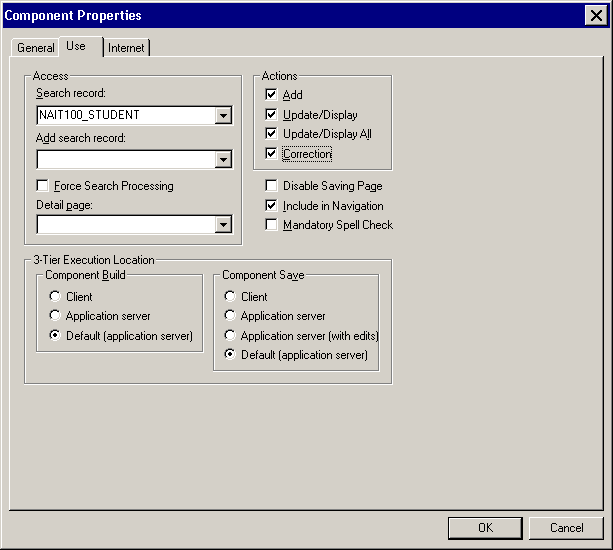 Component Properties
General Use Internet
Access
Search record:
NAIT100_STUDENT
Add search record:
Force Search Processing
Detail page:
Actions
Add
Update/Display
Update/Display All
Correction
Disable Saving Page
Include in Navigation
Mandatory Spell Check
3-Tier Execution Location
Component Build
Client
Application server
Default (application server)
Component Save
Client
Application server
Application server (with edits)
Default (application server)
OK Cancel